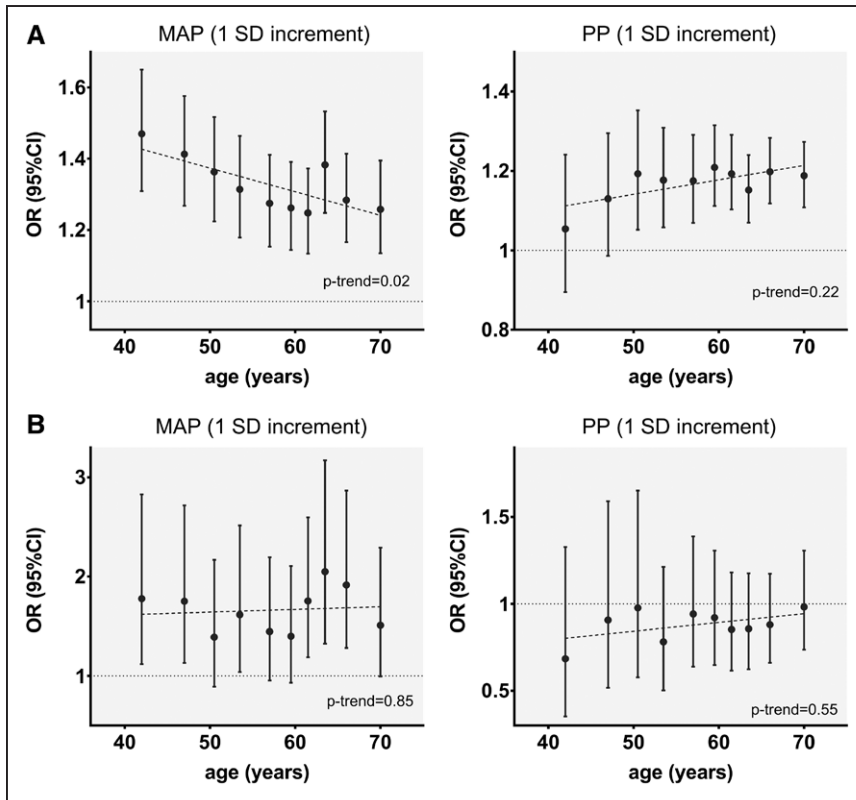 A
MAP (1 SD increment)
OR (95%CI)
1.6
1.4
1.2
1
p-trend=0.02
40 50 60 70
age (years)
PP (1 SD increment)
OR (95%CI)
1.4
1.2
1
0.8
p-trend=0.22
40 50 60 70
age (years)
B
MAP (1 SD increment)
OR (95%CI)
3
2
1
p-trend=0.85
40 50 60 70
age (years)
PP (1 SD increment)
OR (95%CI)
1.5
1
0.5
p-trend=0.55
40 50 60 70
age (years)